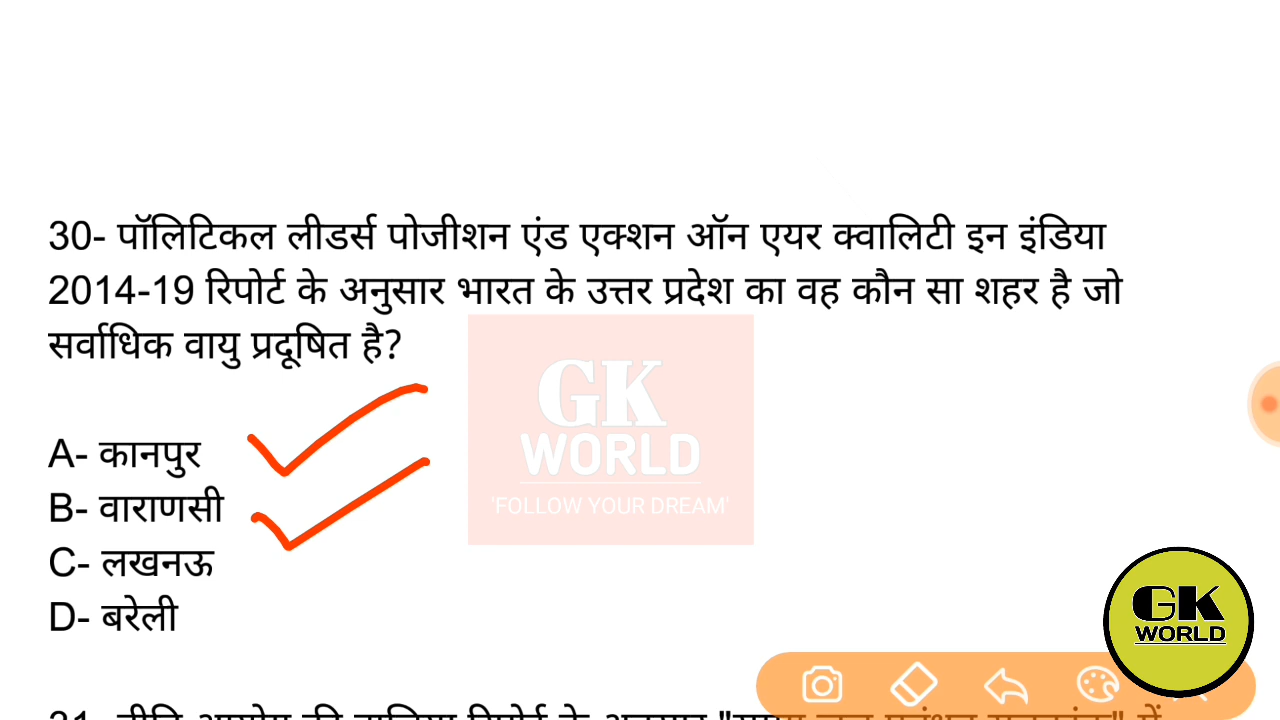 30- पॉलिटिकल लीडर्स पोजीशन एंड एक्शन ऑन एयर क्वालिटी इन इंडिया
2014-19 रिपोर्ट के अनुसार भारत के उत्तर प्रदेश का वह कौन सा शहर है जो
सर्वाधिक वायु प्रदूषित है?
GK
WORLD
'FOLLOW YOUR DREAM'
A- कानपुर
B- वाराणसी
C- लखनऊ
D- बरेली
GK
WORLD